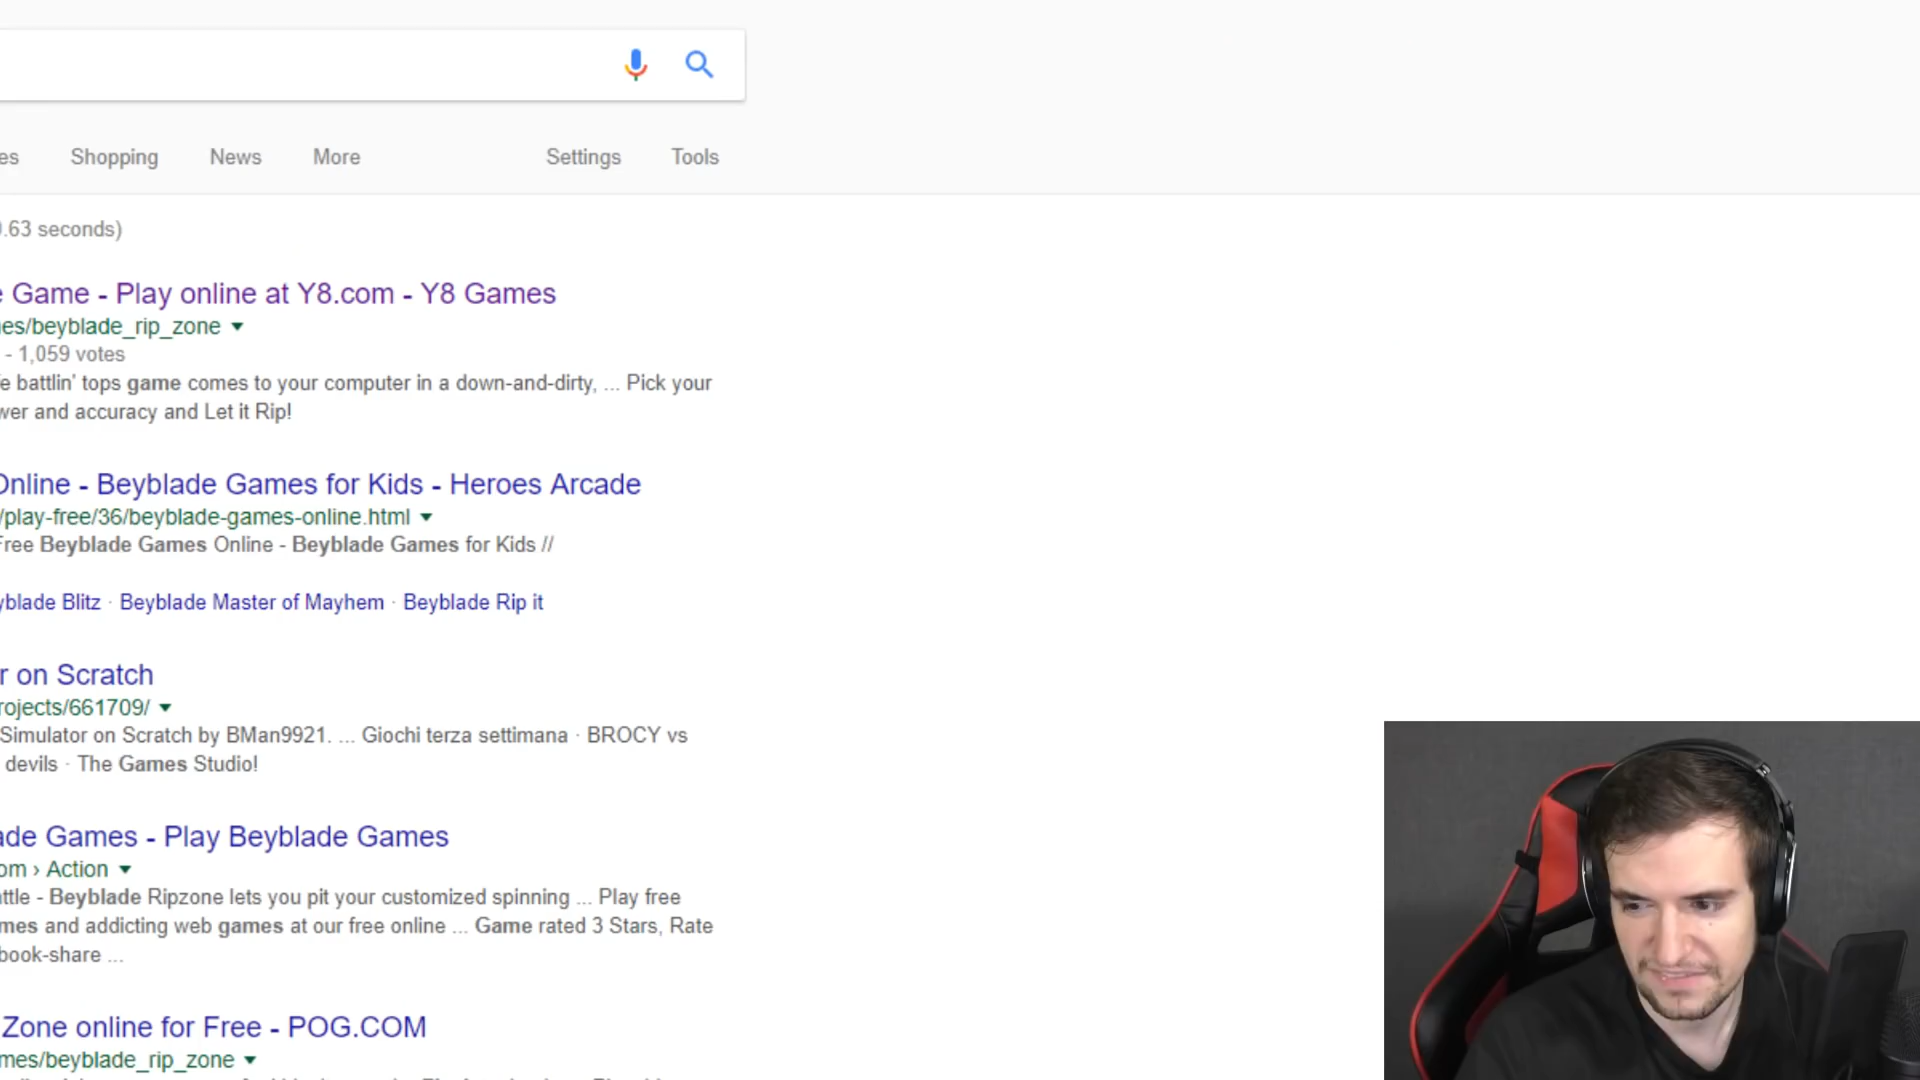 es Shopping News More Settings Tools
.63 seconds)
e Game - Play online at Y8.com - Y8 Games
es/beyblade_rip_zone
- 1,059 votes
e battlin' tops game comes to your computer in a down-and-dirty, ... Pick your
wer and accuracy and Let it Rip!
Online - Beyblade Games for Kids - Heroes Arcade
/play-free/36/beyblade-games-online.html
Free Beyblade Games Online - Beyblade Games for Kids //
yblade Blitz · Beyblade Master of Mayhem · Beyblade Rip it
r on Scratch
rojects/661709/
Simulator on Scratch by BMan9921. ... Giochi terza settimana · BROCY vs
devils · The Games Studio!
ade Games - Play Beyblade Games
om › Action
ttle - Beyblade Ripzone lets you pit your customized spinning ... Play free
mes and addicting web games at our free online ... Game rated 3 Stars, Rate
book-share ...
Zone online for Free - POG.COM
mes/beyblade_rip_zone